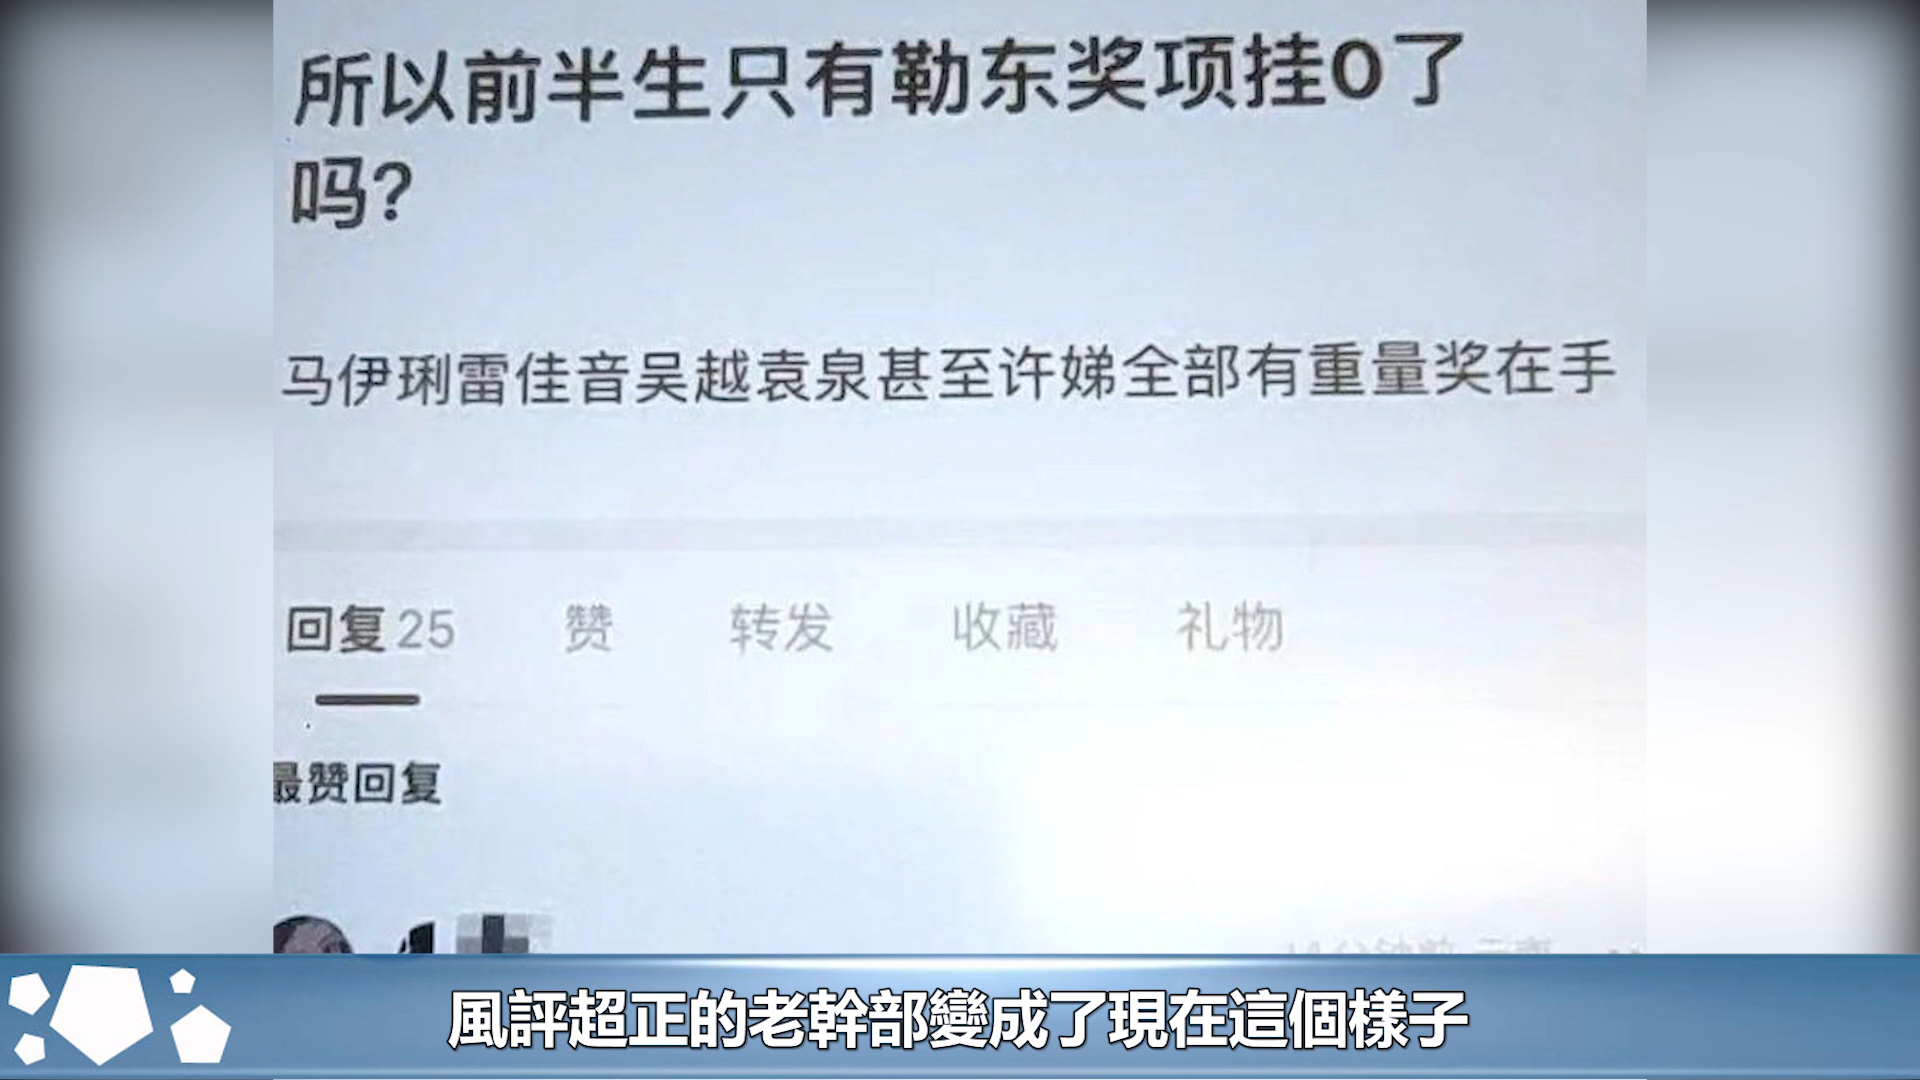 所以前半生只有勒东奖项挂0了
吗?
马伊琍雷佳音吴越袁泉甚至许娣全部有重量奖在手
回复 25 赞 转发 收藏 礼物
最赞回复
風評超正的老幹部變成了現在這個樣子